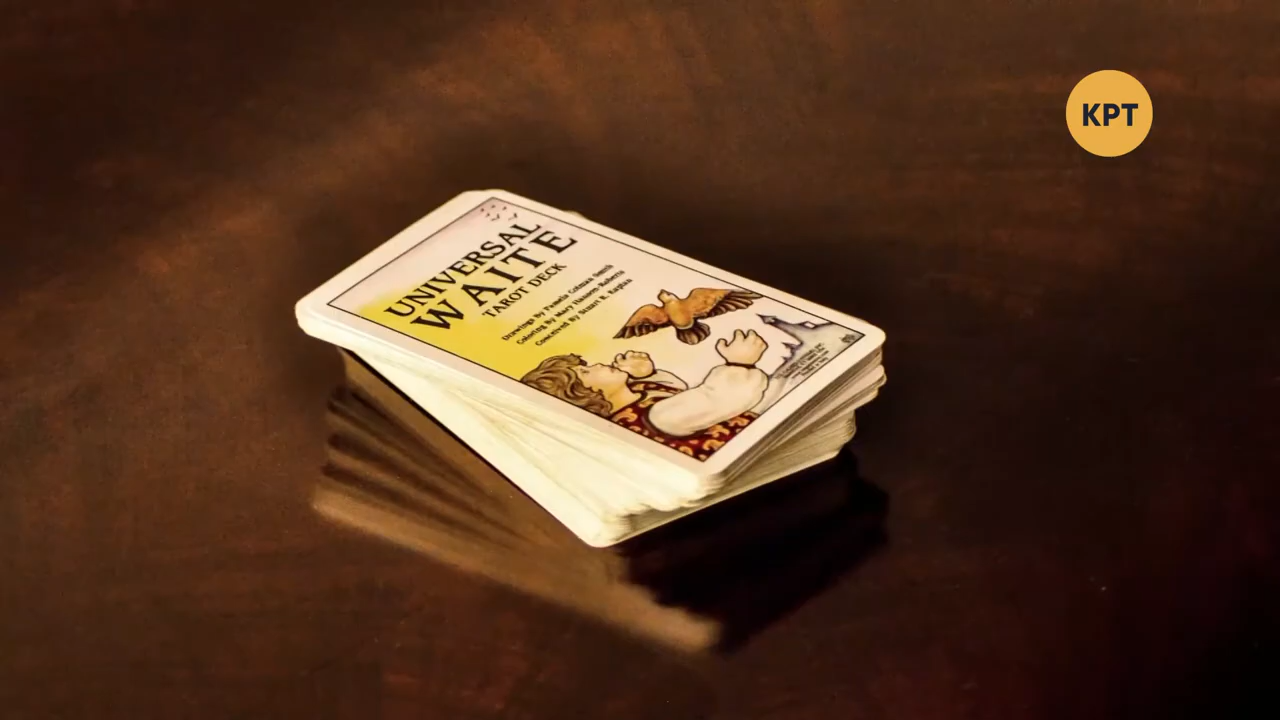 KPT
UNIVERSAL
WAITE
TAROT DECK
Drawings By Pamela Colman Smith
Coloring By Mary Hanson-Roberts
Conceived By Stuart R. Kaplan